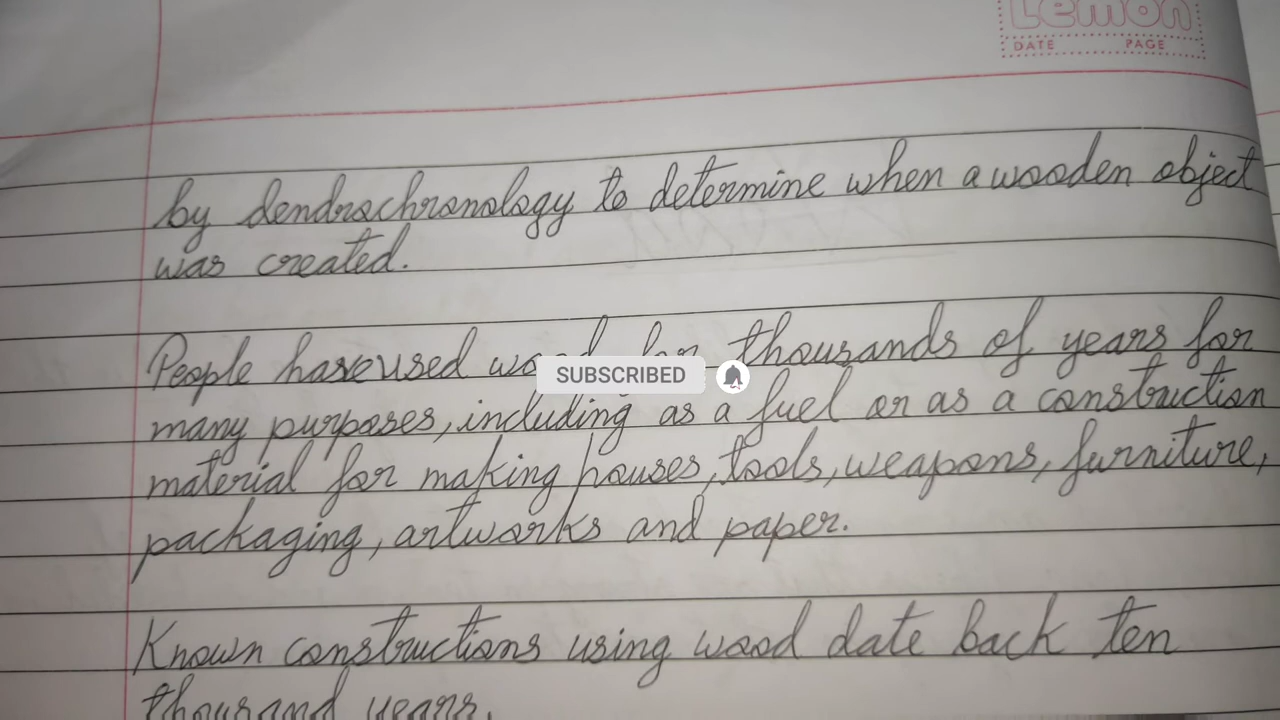 Lemon
DATE PAGE
by dendrochronology to determine when a wooden object
was created.
People have used wood for thousands of years for
SUBSCRIBED
many purposes, including as a fuel or as a construction
material for making houses, tools, weapons, furniture,
packaging, artworks and paper.
Known constructions using wood date back ten
thousand years.